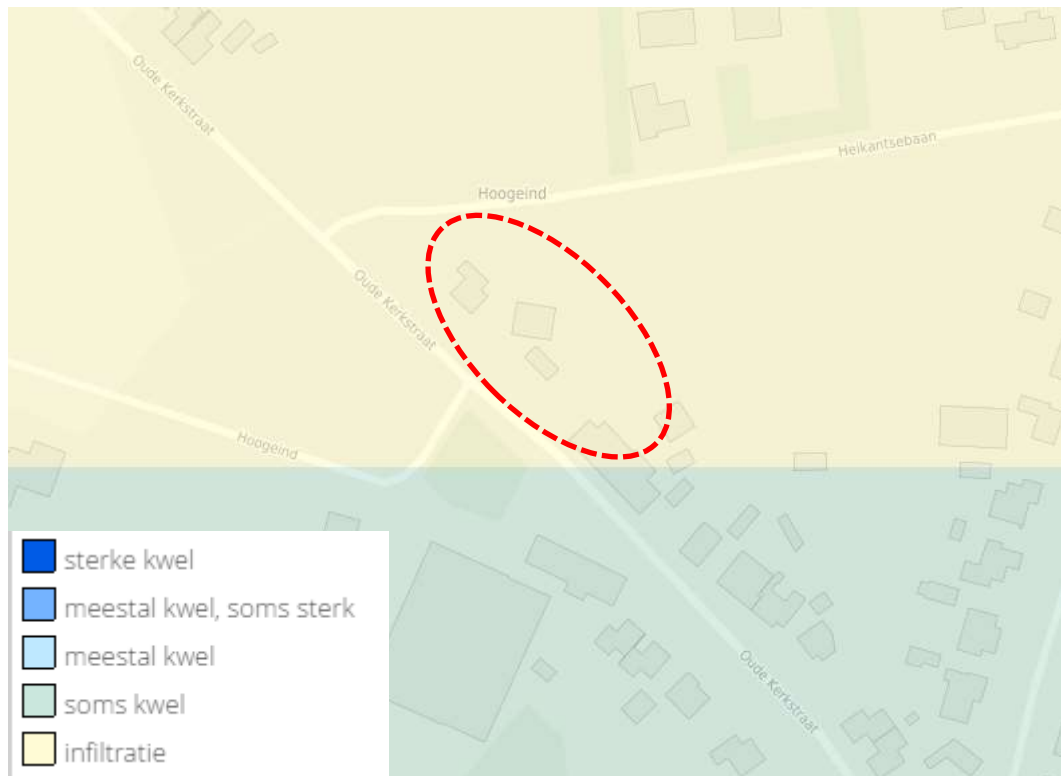 Oude Kerkstraat
Heikantsebaan
Hoogeind
Oude Kerkstraat
Hoogeind
Oude Kerkstraat
sterke kwel
meestal kwel, soms sterk
meestal kwel
soms kwel
infiltratie